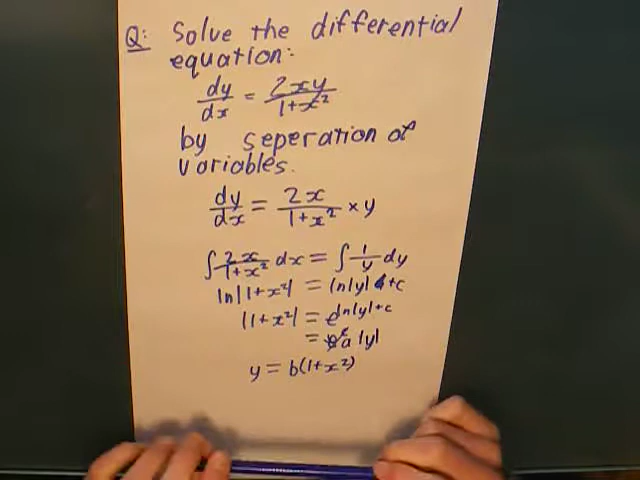 Q: Solve the differential
equation:
dy/dx = 2xy/1+x²
by seperation of
variables.
dy/dx = 2x/1+x² × y
∫ 2x/1+x² dx = ∫ 1/y dy
ln|1+x²| = ln|y| +c
|1+x²| = e^ln|y|+c
= a|y|
y = b(1+x²)